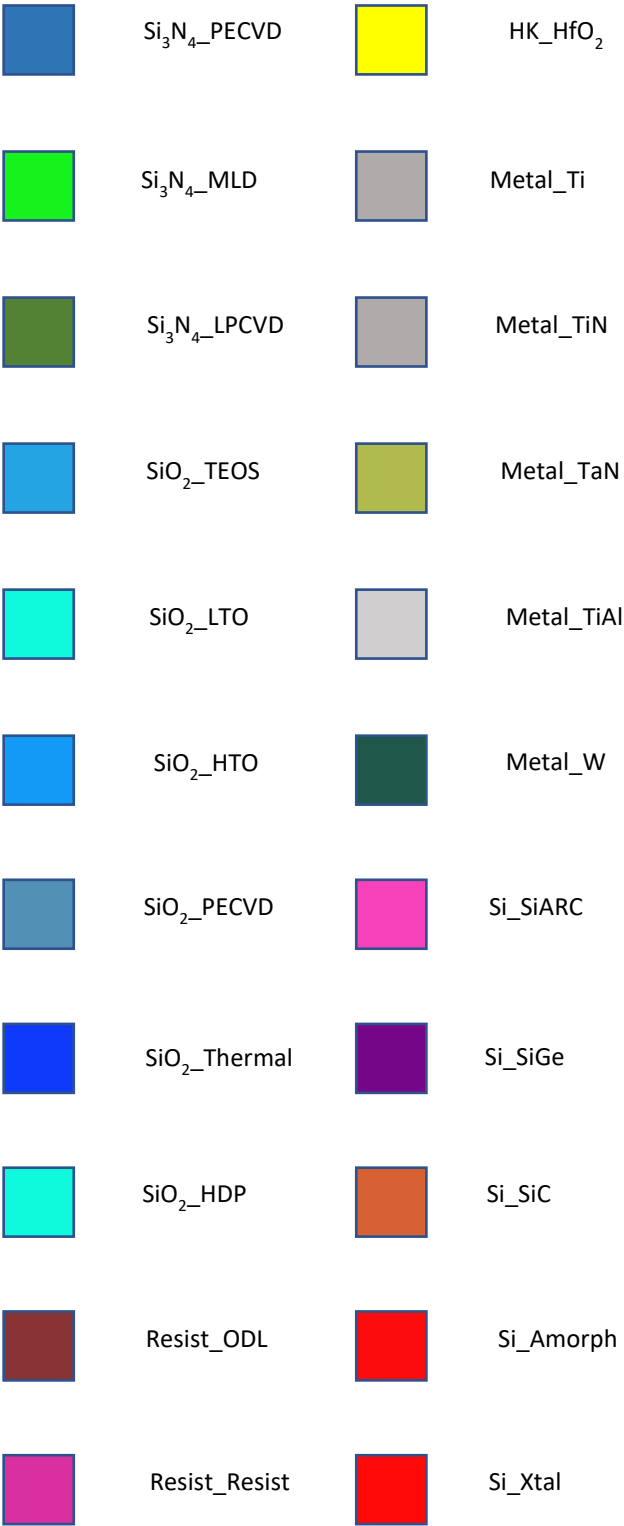 Si₃N₄_PECVD
HK_HfO₂
Si₃N₄_MLD
Metal_Ti
Si₃N₄_LPCVD
Metal_TiN
SiO₂_TEOS
Metal_TaN
SiO₂_LTO
Metal_TiAl
SiO₂_HTO
Metal_W
SiO₂_PECVD
Si_SiARC
SiO₂_Thermal
Si_SiGe
SiO₂_HDP
Si_SiC
Resist_ODL
Si_Amorph
Resist_Resist
Si_Xtal